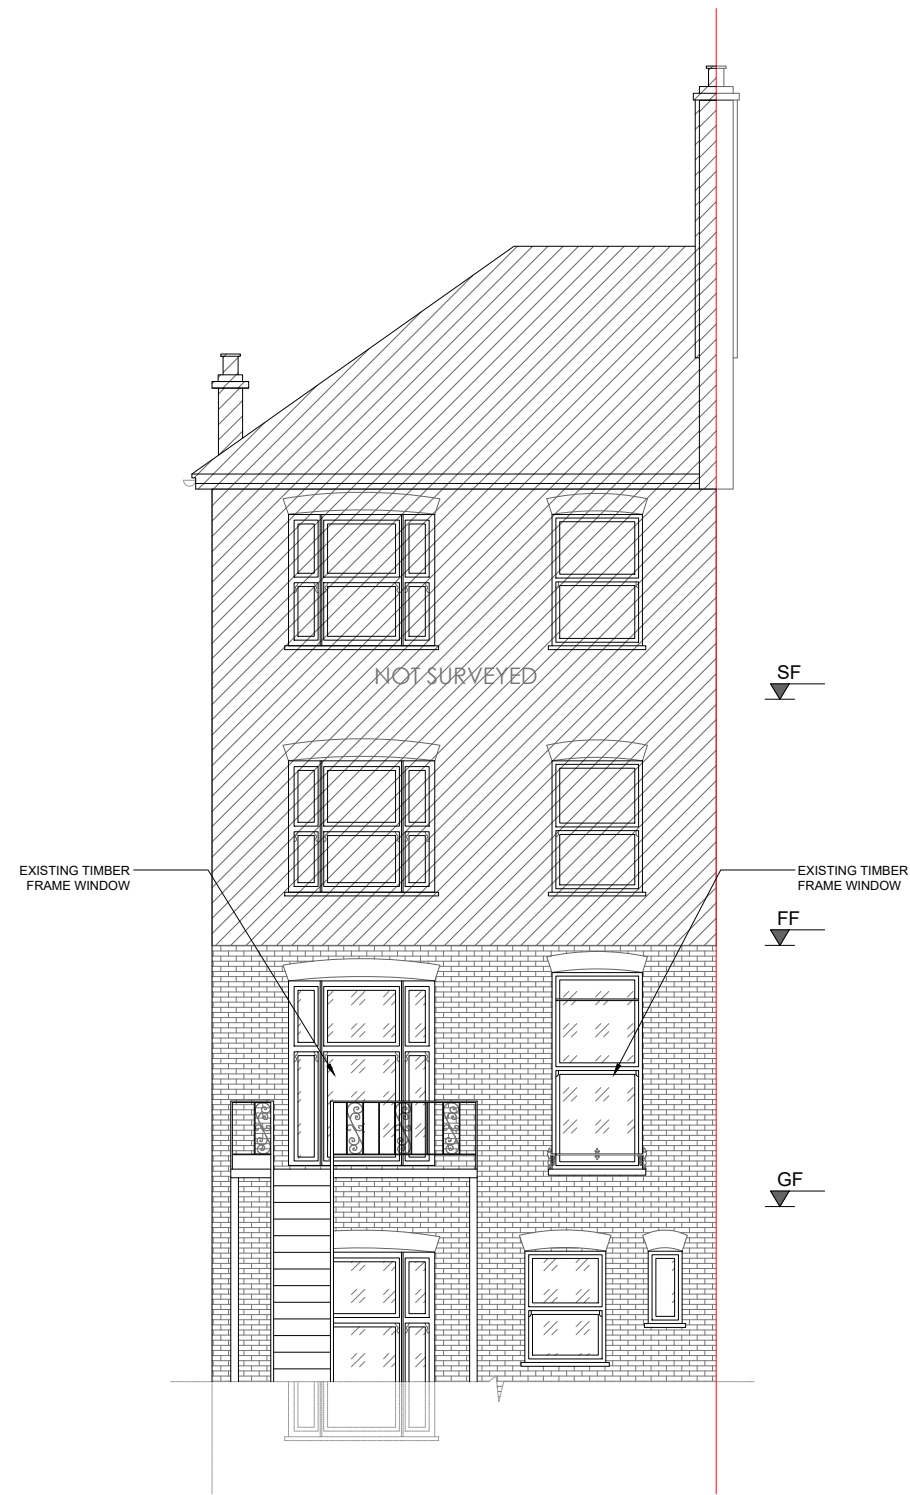 NOT SURVEYED
SF
EXISTING TIMBER
FRAME WINDOW
EXISTING TIMBER
FRAME WINDOW
FF
GF